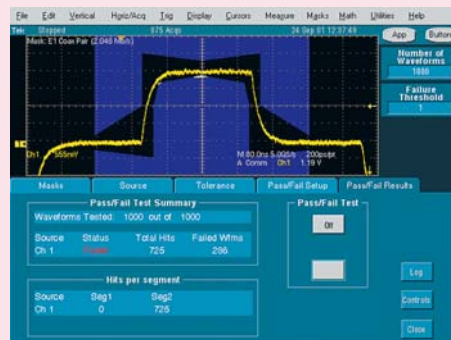 File Edit Vertical Horiz/Acq Trig Display Cursors Measure Masks Math Utilities Help
Tek Stopped 875 Acqs 24 Sep 01 12:37:49
App Button
Mask: E1 Coax Pair (2.048 Mb/s)
Number of
Waveforms
1000
Failure
Threshold
1
Ch1 555mV
M 80.0ns 5.0GS/s 200ps/pt
A Comm 1.19 V
Masks Source Tolerance Pass/Fail Setup Pass/Fail Results
Pass/Fail Test Summary
Waveforms Tested: 1000 out of 1000
Source Status Total Hits Failed Wfms
Ch 1 725
Hits per segment
Source Seg1 Seg2
Ch 1 0 725
Pass/Fail Test
Off
Log
Controls
Close